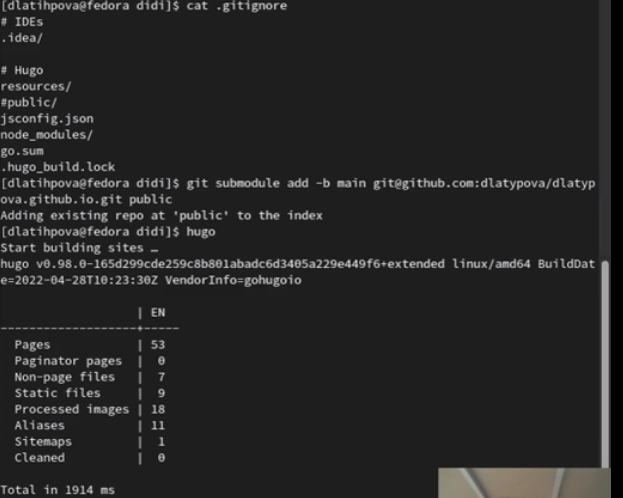 [dlatihpova@fedora didi]$ cat .gitignore
# IDEs
.idea/
# Hugo
resources/
#public/
jsconfig.json
node_modules/
go.sum
.hugo_build.lock
[dlatihpova@fedora didi]$ git submodule add -b main git@github.com:dlatypova/dlatyp
ova.github.io.git public
Adding existing repo at 'public' to the index
[dlatihpova@fedora didi]$ hugo
Start building sites …
hugo v0.98.0-165d299cde259c8b801abadc6d3405a229e449f6+extended linux/amd64 BuildDat
e=2022-04-28T10:23:30Z VendorInfo=gohugoio
| EN
-------------------+-----
Pages | 53
Paginator pages | 0
Non-page files | 7
Static files | 9
Processed images | 18
Aliases | 11
Sitemaps | 1
Cleaned | 0
Total in 1914 ms